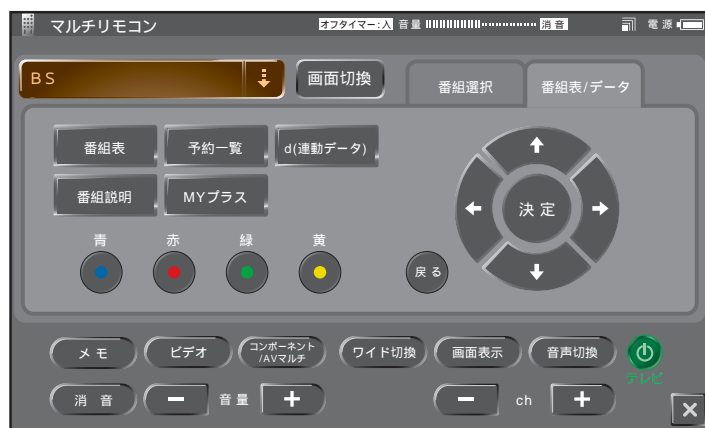 マルチリモコン オフタイマー:入 音量 消音 電源
BS 画面切換 番組選択 番組表/データ
番組表 予約一覧 d(連動データ)
番組説明 MYプラス
決定
青 赤 緑 黄
戻る
メモ ビデオ コンポーネント
/AVマルチ ワイド切換 画面表示 音声切換
テレビ
消音 − 音量 + − ch +
×